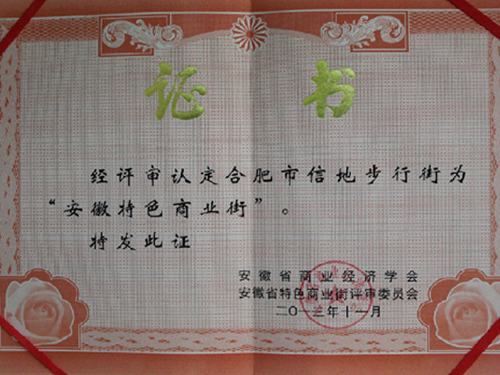 证书
经评审认定合肥市信地步行街为
“安徽特色商业街”。
特发此证
安徽省商业经济学会
安徽省特色商业街评审委员会
二〇一三年十一月